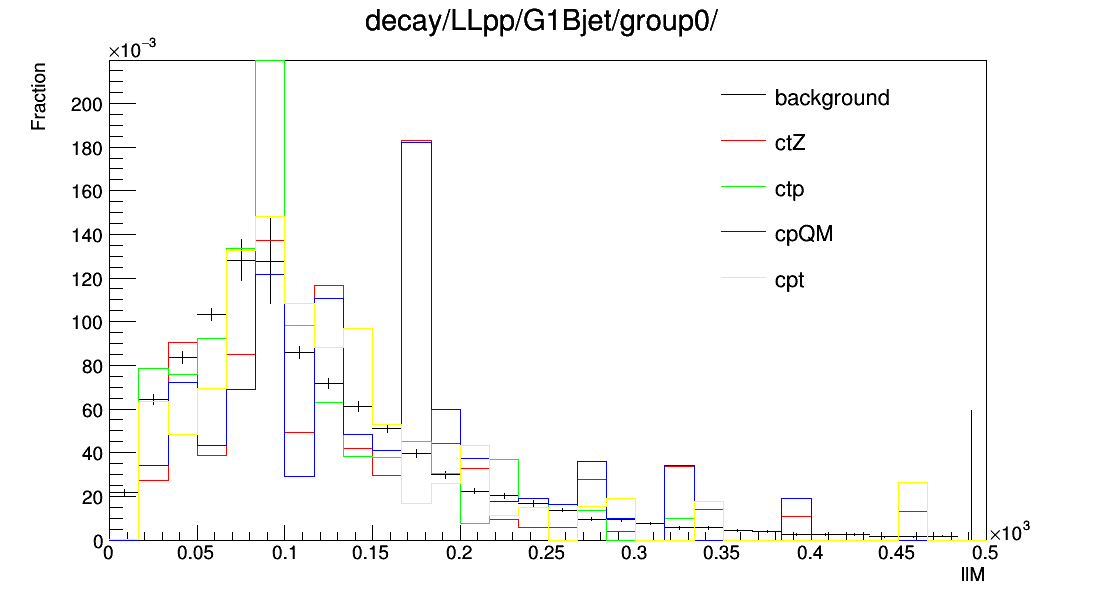 decay/LLpp/G1Bjet/group0/
×10⁻³
Fraction
200
180
160
140
120
100
80
60
40
20
0
background
ctZ
ctp
cpQM
cpt
0 0.05 0.1 0.15 0.2 0.25 0.3 0.35 0.4 0.45 0.5
×10³
llM